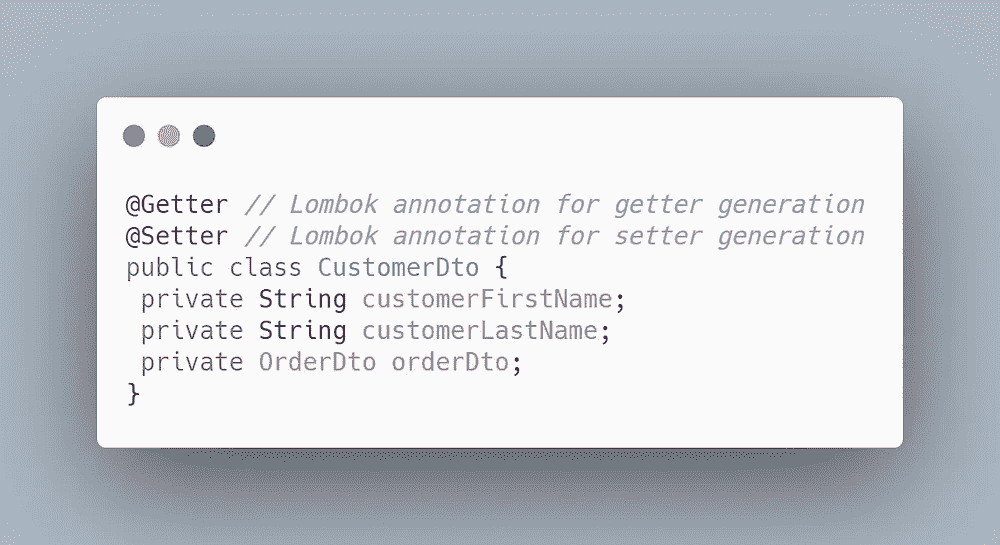 @Getter // Lombok annotation for getter generation
@Setter // Lombok annotation for setter generation
public class CustomerDto {
 private String customerFirstName;
 private String customerLastName;
 private OrderDto orderDto;
}